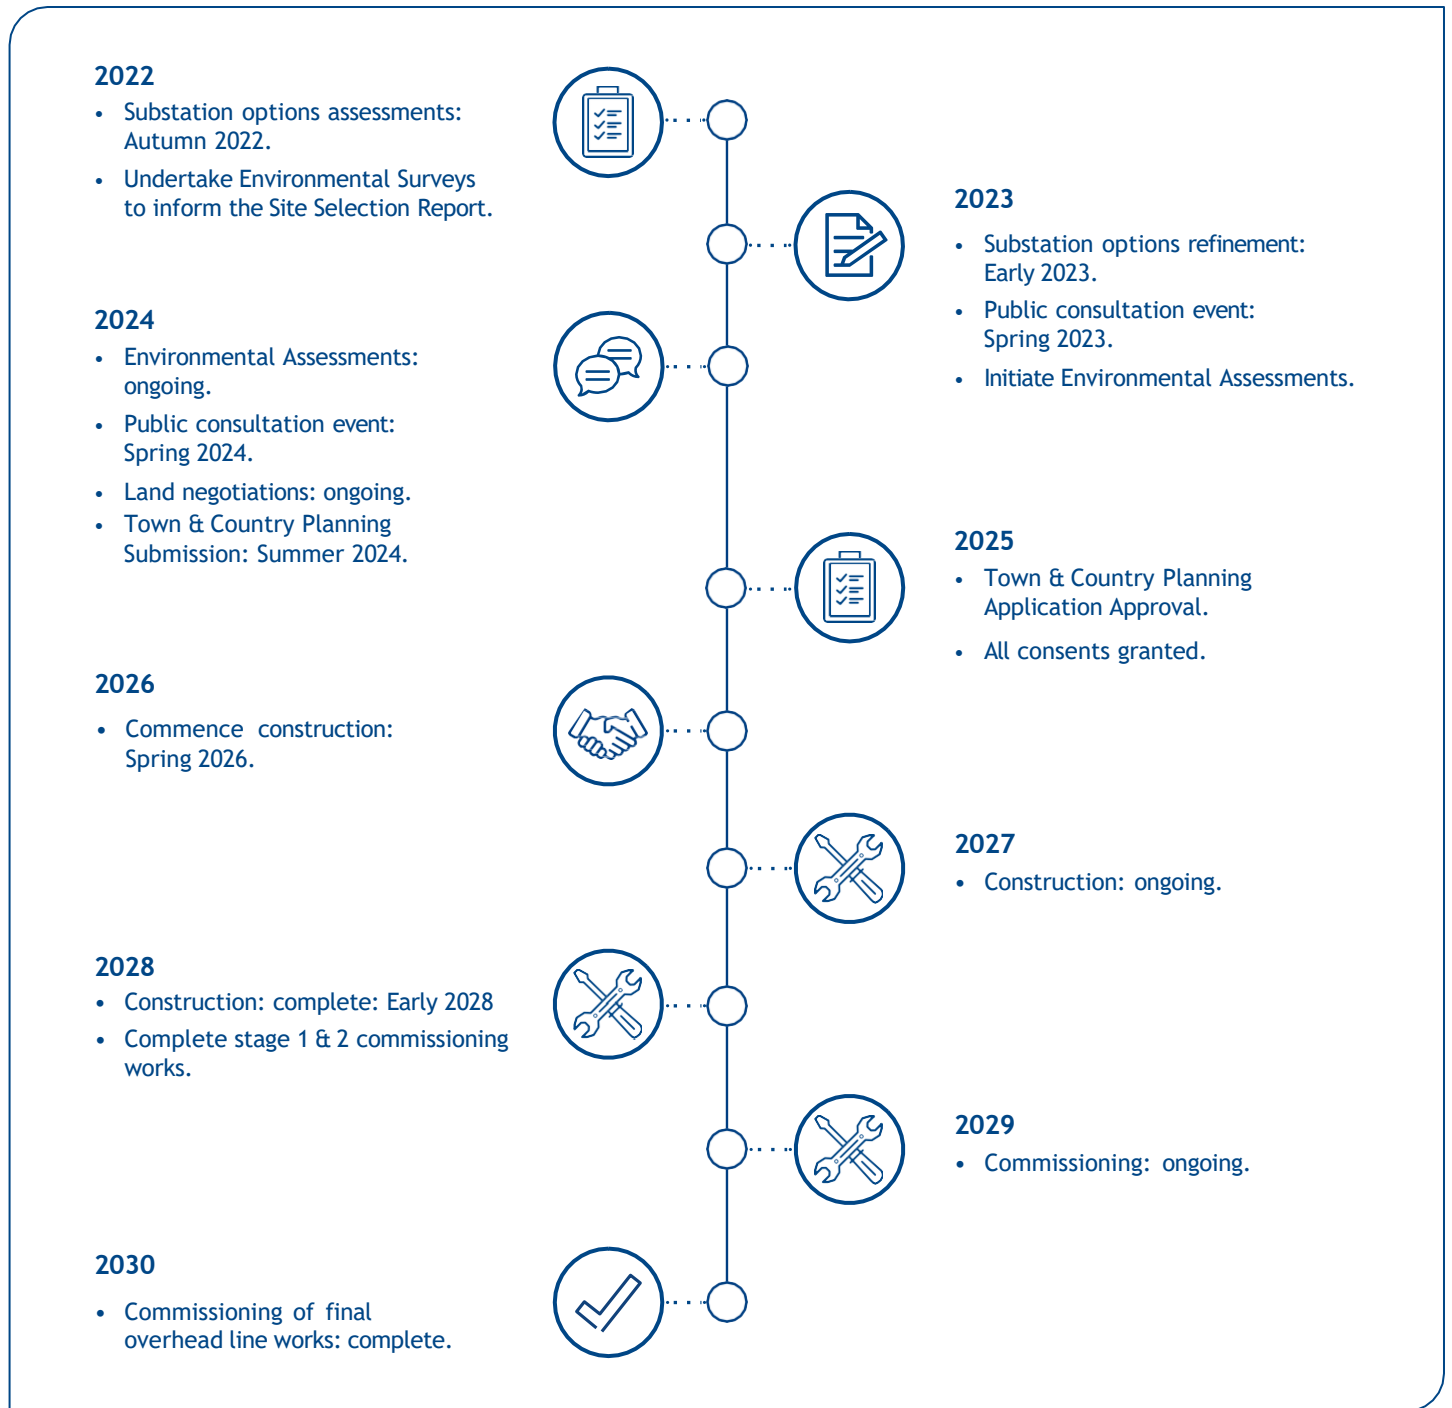 2022
• Substation options assessments:
Autumn 2022.
• Undertake Environmental Surveys
to inform the Site Selection Report.
2023
• Substation options refinement:
Early 2023.
• Public consultation event:
Spring 2023.
• Initiate Environmental Assessments.
2024
• Environmental Assessments:
ongoing.
• Public consultation event:
Spring 2024.
• Land negotiations: ongoing.
• Town & Country Planning
Submission: Summer 2024.
2025
• Town & Country Planning
Application Approval.
• All consents granted.
2026
• Commence construction:
Spring 2026.
2027
• Construction: ongoing.
2028
• Construction: complete: Early 2028
• Complete stage 1 & 2 commissioning
works.
2029
• Commissioning: ongoing.
2030
• Commissioning of final
overhead line works: complete.